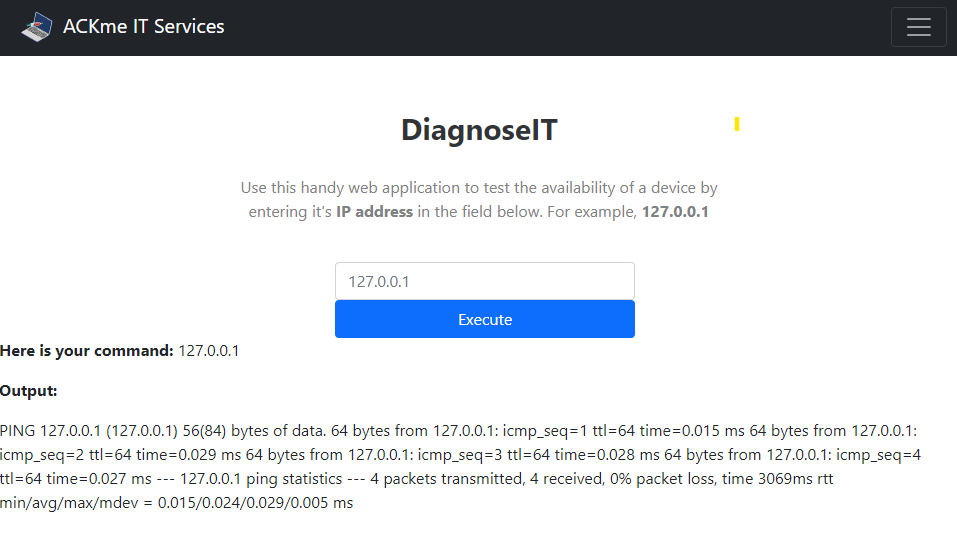 ACKme IT Services
DiagnoseIT
Use this handy web application to test the availability of a device by
entering it's IP address in the field below. For example, 127.0.0.1
127.0.0.1
Execute
Here is your command: 127.0.0.1
Output:
PING 127.0.0.1 (127.0.0.1) 56(84) bytes of data. 64 bytes from 127.0.0.1: icmp_seq=1 ttl=64 time=0.015 ms 64 bytes from 127.0.0.1:
icmp_seq=2 ttl=64 time=0.029 ms 64 bytes from 127.0.0.1: icmp_seq=3 ttl=64 time=0.028 ms 64 bytes from 127.0.0.1: icmp_seq=4
ttl=64 time=0.027 ms --- 127.0.0.1 ping statistics --- 4 packets transmitted, 4 received, 0% packet loss, time 3069ms rtt
min/avg/max/mdev = 0.015/0.024/0.029/0.005 ms